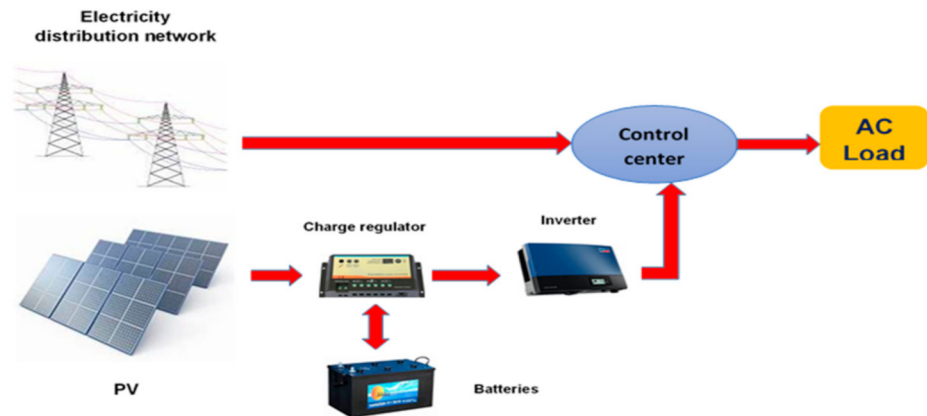 Electricity
distribution network
Control
center
AC
Load
Charge regulator
Inverter
PV
Batteries